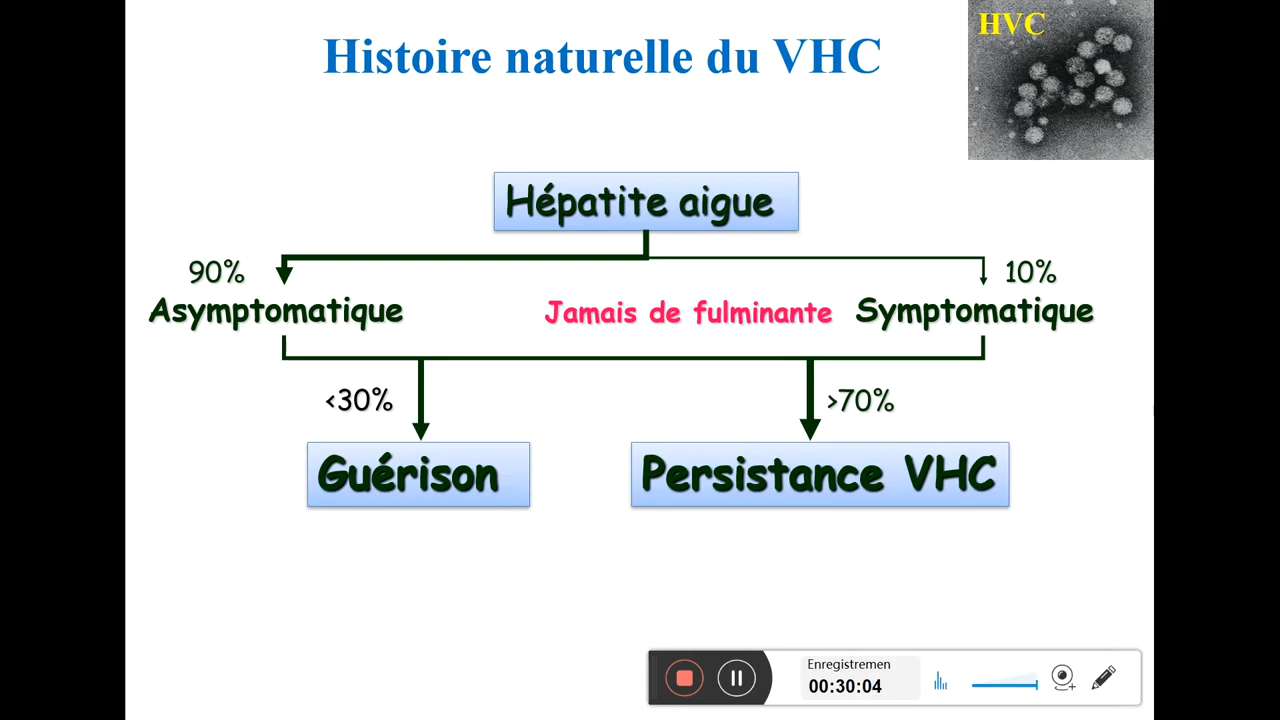 Histoire naturelle du VHC
HVC
Hépatite aigue
90%
10%
Asymptomatique
Jamais de fulminante
Symptomatique
<30%
>70%
Guérison
Persistance VHC
Enregistremen
00:30:04